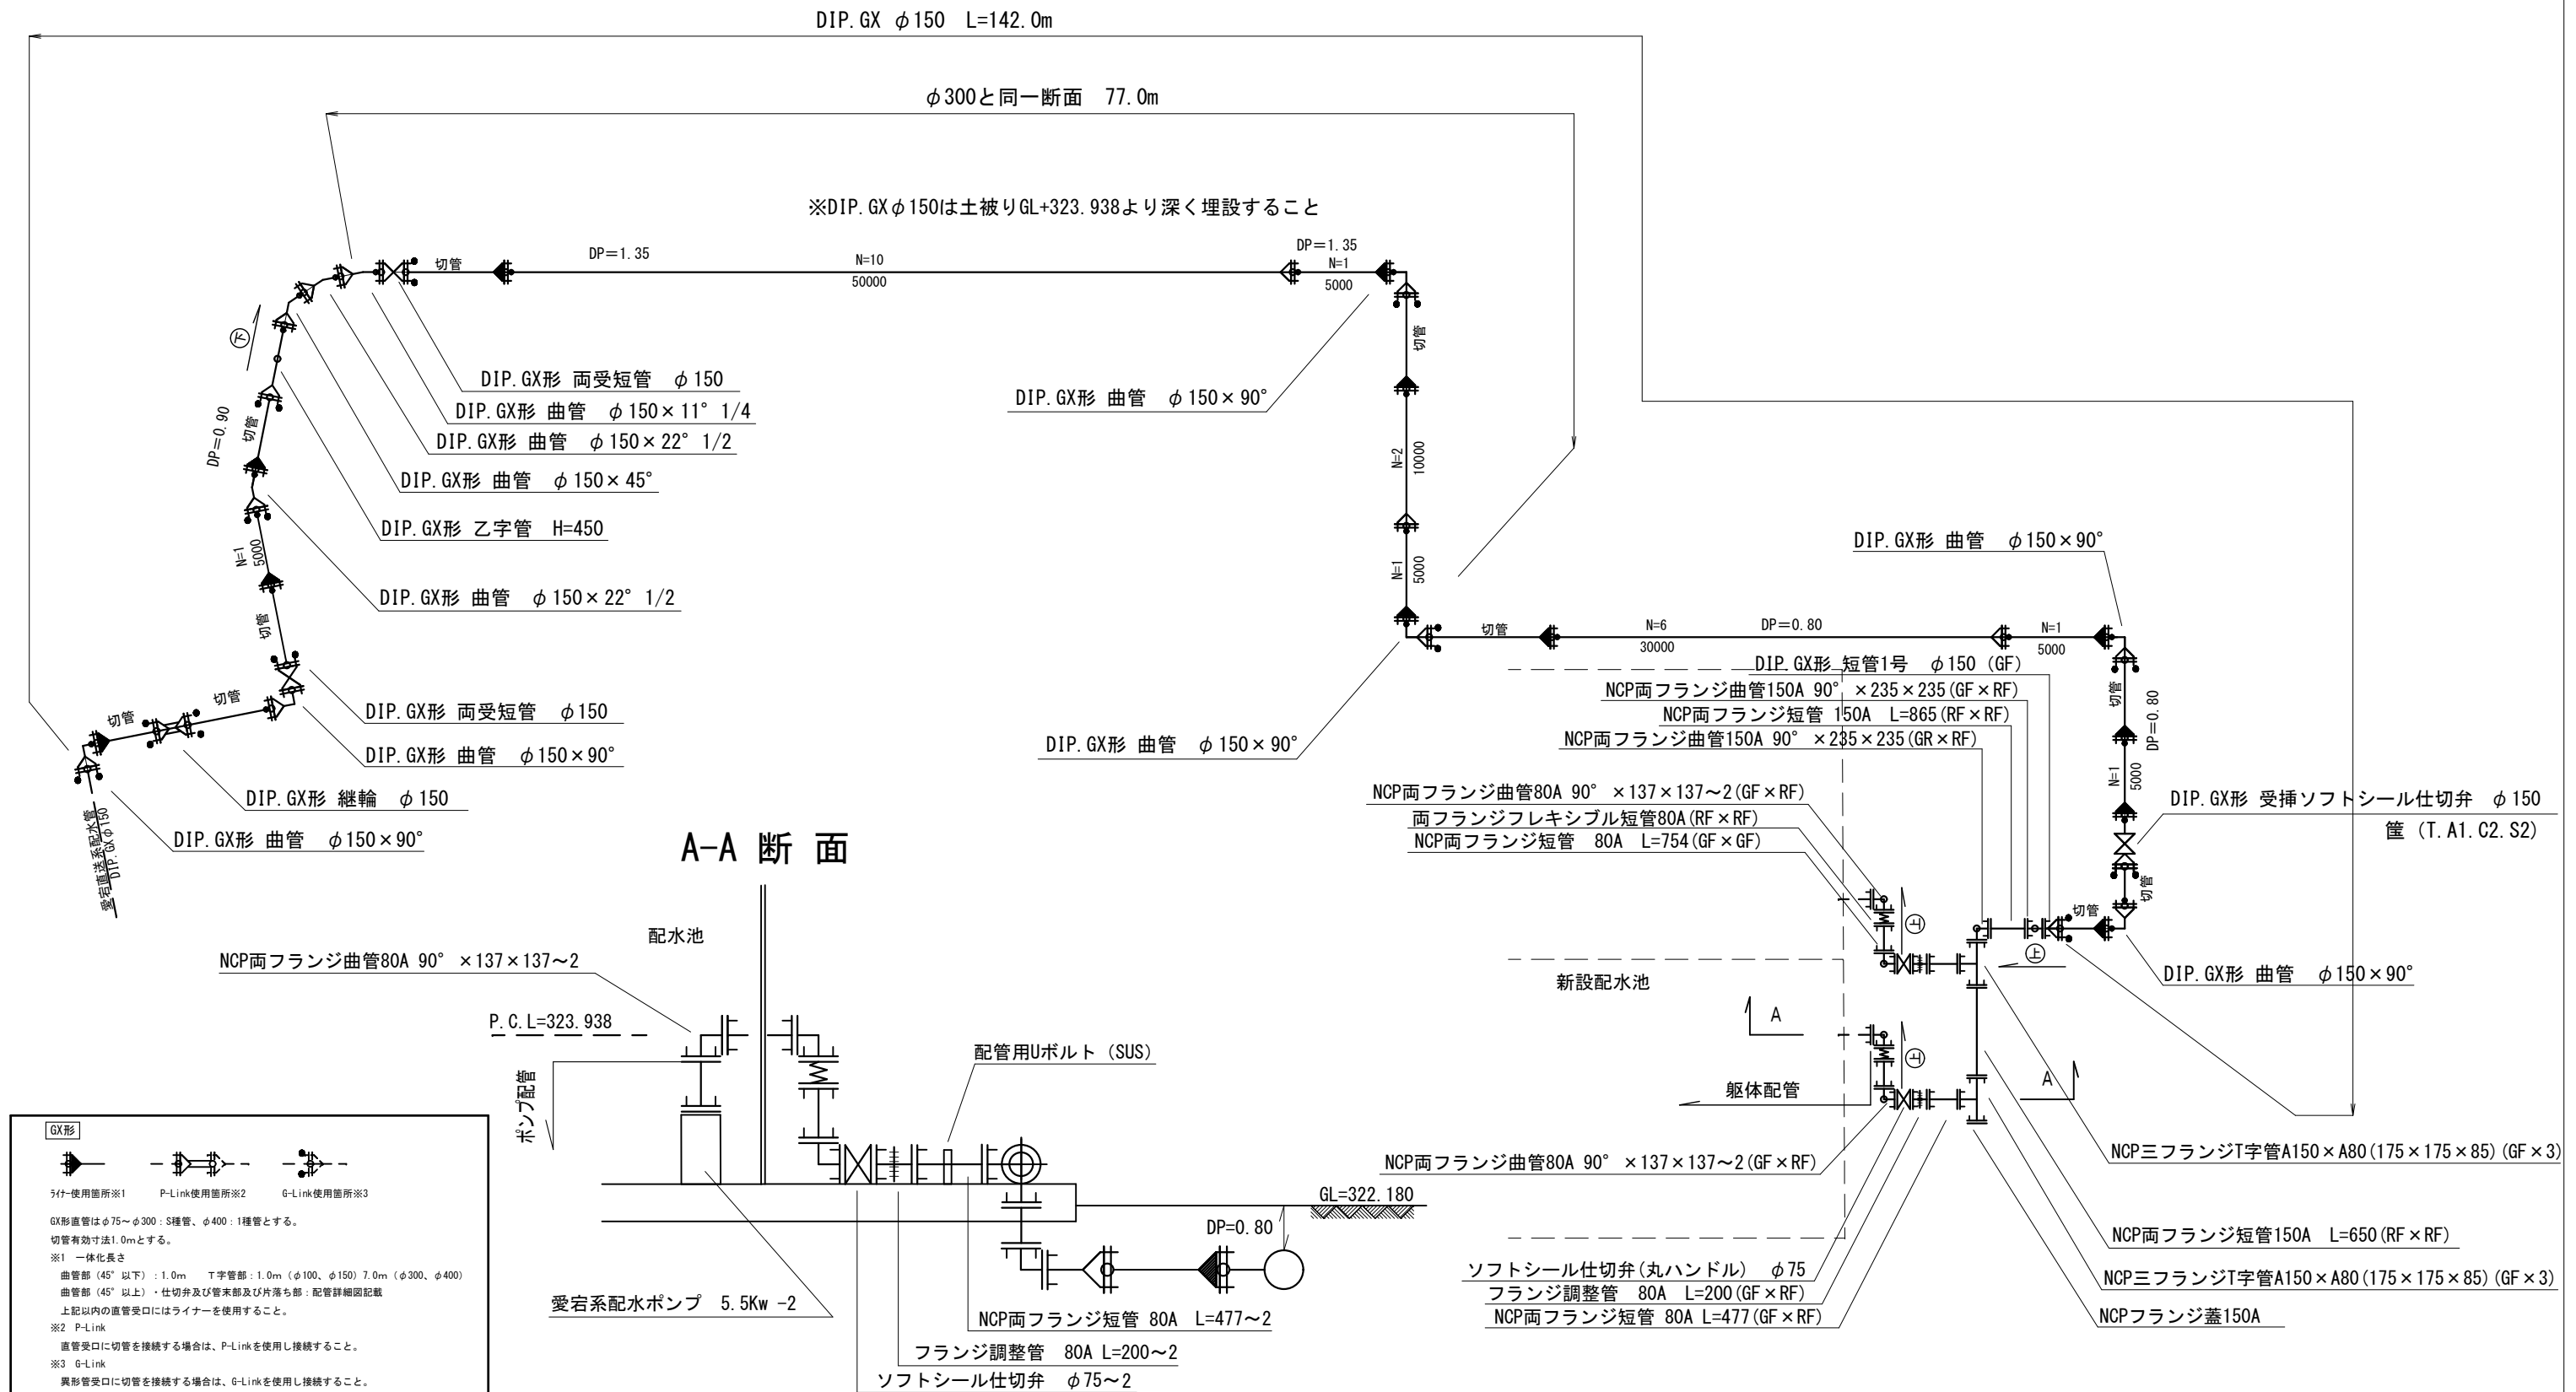 DIP.GX φ150 L=142.0m
φ300と同一断面 77.0m
※DIP.GXφ150は土被りGL+323.938より深く埋設すること
切管
DP=1.35
N=10
50000
DP=1.35
N=1
5000
下
DIP.GX形 両受短管 φ150
DIP.GX形 曲管 φ150×11° 1/4
DIP.GX形 曲管 φ150×22° 1/2
DIP.GX形 曲管 φ150×45°
DIP.GX形 乙字管 H=450
DIP.GX形 曲管 φ150×22° 1/2
DP=0.90
切管
N=1
5000
切管
切管
切管
DIP.GX形 両受短管 φ150
DIP.GX形 曲管 φ150×90°
DIP.GX形 継輪 φ150
DIP.GX形 曲管 φ150×90°
愛宕直送系配水管
DIP.GXφ150
DIP.GX形 曲管 φ150×90°
切管
N=2
10000
N=1
5000
DIP.GX形 曲管 φ150×90°
切管
N=6
30000
DP=0.80
N=1
5000
DIP.GX形 曲管 φ150×90°
切管
DP=0.80
N=1
5000
DIP.GX形 受挿ソフトシール仕切弁 φ150
筐 (T.A1.C2.S2)
切管
切管
DIP.GX形 曲管 φ150×90°
DIP.GX形 短管1号 φ150 (GF)
NCP両フランジ曲管150A 90° ×235×235(GF×RF)
NCP両フランジ短管 150A L=865(RF×RF)
NCP両フランジ曲管150A 90° ×235×235(GR×RF)
NCP両フランジ曲管80A 90° ×137×137～2(GF×RF)
両フランジフレキシブル短管80A(RF×RF)
NCP両フランジ短管 80A L=754(GF×GF)
上
上
上
新設配水池
A
A
躯体配管
NCP両フランジ曲管80A 90° ×137×137～2(GF×RF)
ソフトシール仕切弁(丸ハンドル) φ75
フランジ調整管 80A L=200(GF×RF)
NCP両フランジ短管 80A L=477(GF×RF)
NCP三フランジT字管A150×A80(175×175×85)(GF×3)
NCP両フランジ短管150A L=650(RF×RF)
NCP三フランジT字管A150×A80(175×175×85)(GF×3)
NCPフランジ蓋150A
A-A 断 面
配水池
NCP両フランジ曲管80A 90° ×137×137～2
P.C.L=323.938
ポンプ配管
配管用Uボルト (SUS)
GL=322.180
DP=0.80
愛宕系配水ポンプ 5.5Kw -2
NCP両フランジ短管 80A L=477～2
フランジ調整管 80A L=200～2
ソフトシール仕切弁 φ75～2
GX形
ライナー使用箇所※1
P-Link使用箇所※2
G-Link使用箇所※3
GX形直管はφ75～φ300：S種管、φ400：1種管とする。
切管有効寸法1.0mとする。
※1 一体化長さ
曲管部 (45° 以下)：1.0m T字管部：1.0m (φ100、φ150) 7.0m (φ300、φ400)
曲管部 (45° 以上)・仕切弁及び管末部及び片落ち部：配管詳細図記載
上記以内の直管受口にはライナーを使用すること。
※2 P-Link
直管受口に切管を接続する場合は、P-Linkを使用し接続すること。
※3 G-Link
異形管受口に切管を接続する場合は、G-Linkを使用し接続すること。